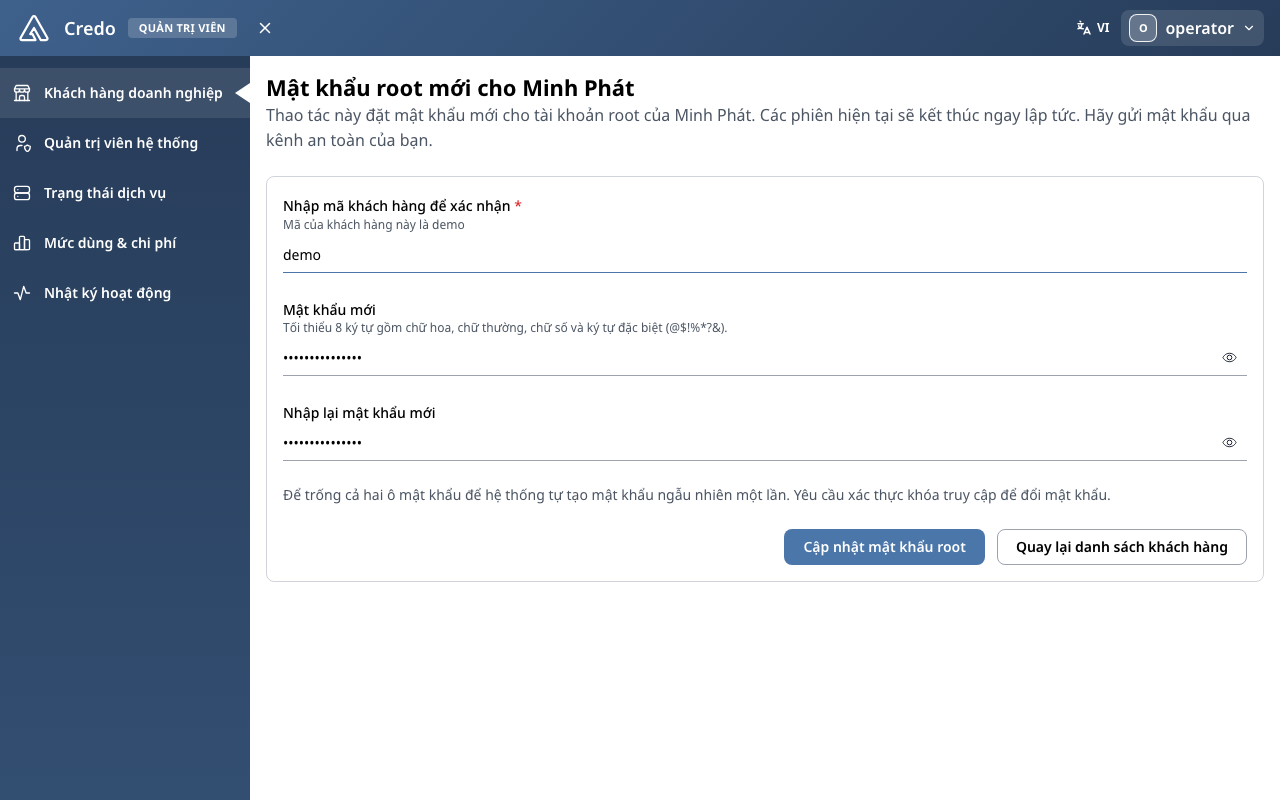 Credo
QUẢN TRỊ VIÊN
VI
O
operator
Khách hàng doanh nghiệp
Quản trị viên hệ thống
Trạng thái dịch vụ
Mức dùng & chi phí
Nhật ký hoạt động
Mật khẩu root mới cho Minh Phát
Thao tác này đặt mật khẩu mới cho tài khoản root của Minh Phát. Các phiên hiện tại sẽ kết thúc ngay lập tức. Hãy gửi mật khẩu qua
kênh an toàn của bạn.
Nhập mã khách hàng để xác nhận *
Mã của khách hàng này là demo
demo
Mật khẩu mới
Tối thiểu 8 ký tự gồm chữ hoa, chữ thường, chữ số và ký tự đặc biệt (@$!%*?&).
•••••••••••••••
Nhập lại mật khẩu mới
•••••••••••••••
Để trống cả hai ô mật khẩu để hệ thống tự tạo mật khẩu ngẫu nhiên một lần. Yêu cầu xác thực khóa truy cập để đổi mật khẩu.
Cập nhật mật khẩu root
Quay lại danh sách khách hàng